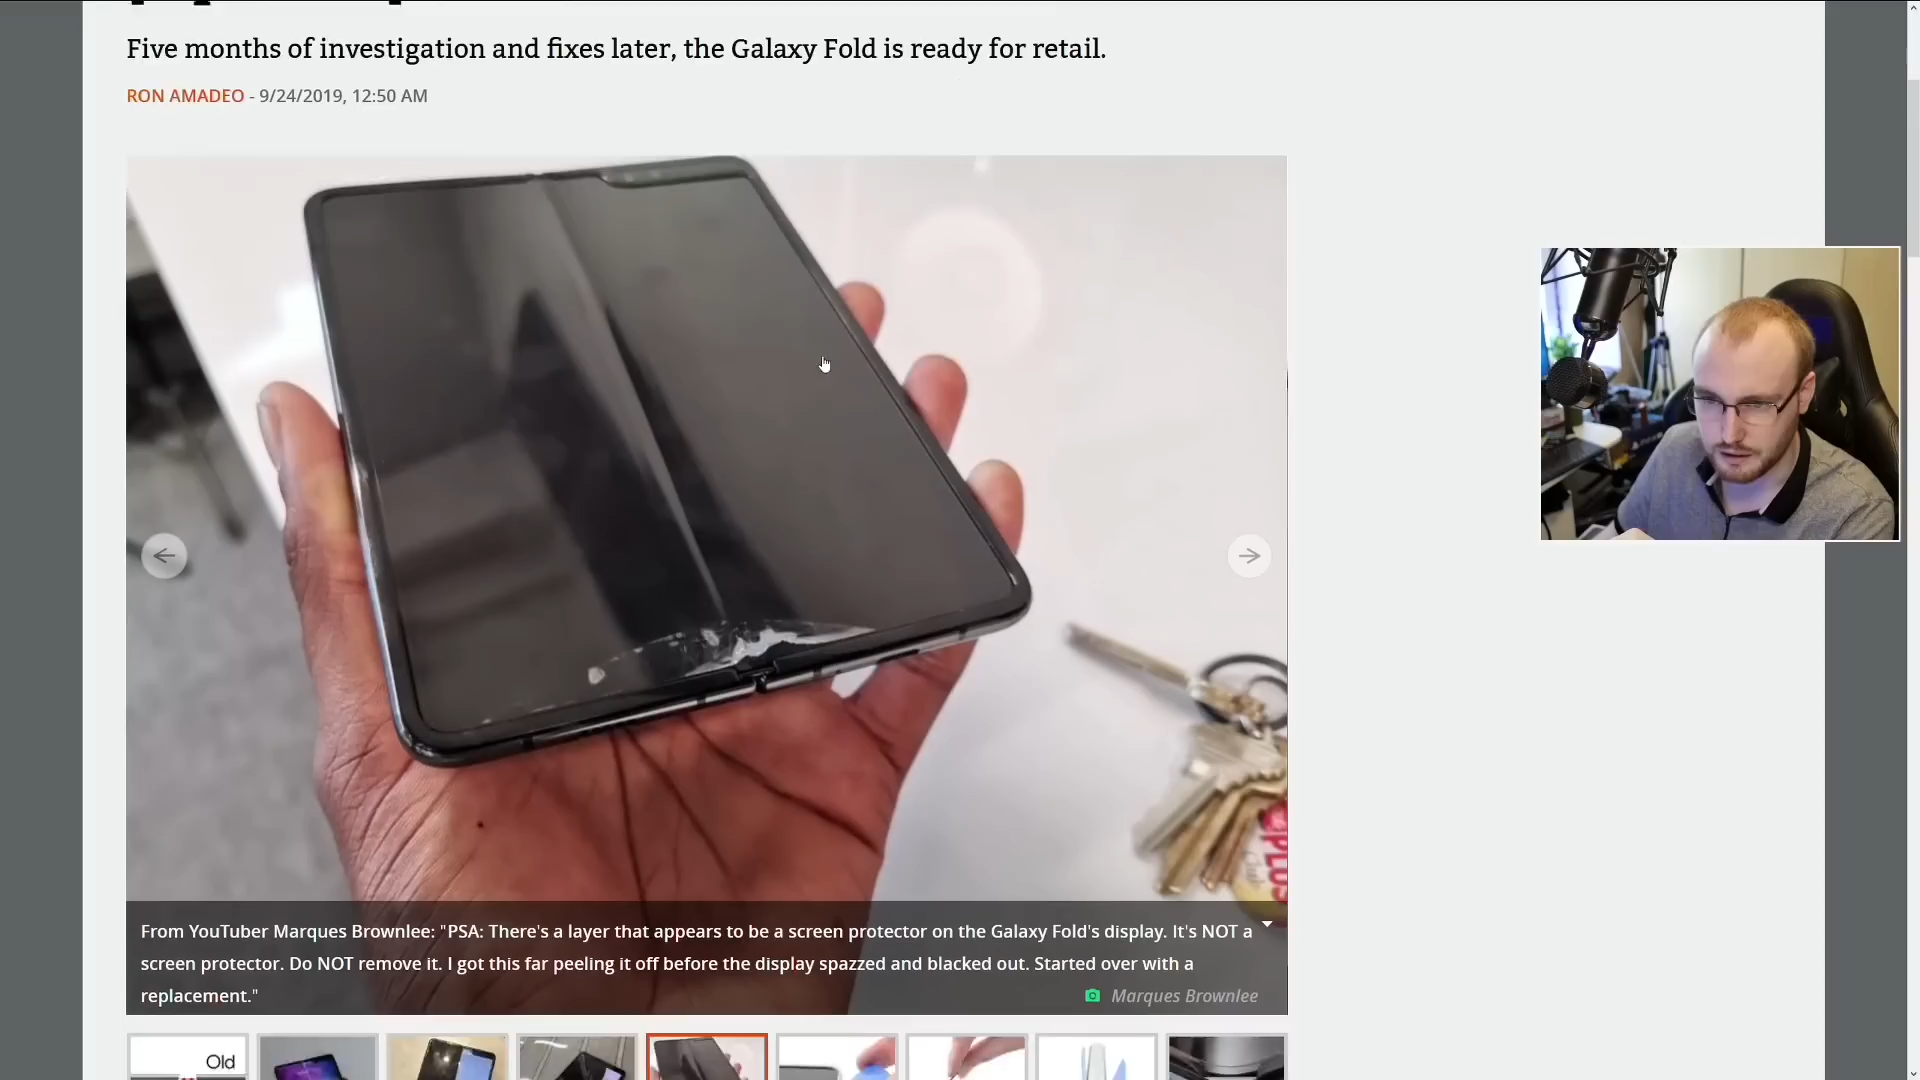 Five months of investigation and fixes later, the Galaxy Fold is ready for retail.
RON AMADEO - 9/24/2019, 12:50 AM
From YouTuber Marques Brownlee: "PSA: There's a layer that appears to be a screen protector on the Galaxy Fold's display. It's NOT a
screen protector. Do NOT remove it. I got this far peeling it off before the display spazzed and blacked out. Started over with a
replacement."
Marques Brownlee
Old